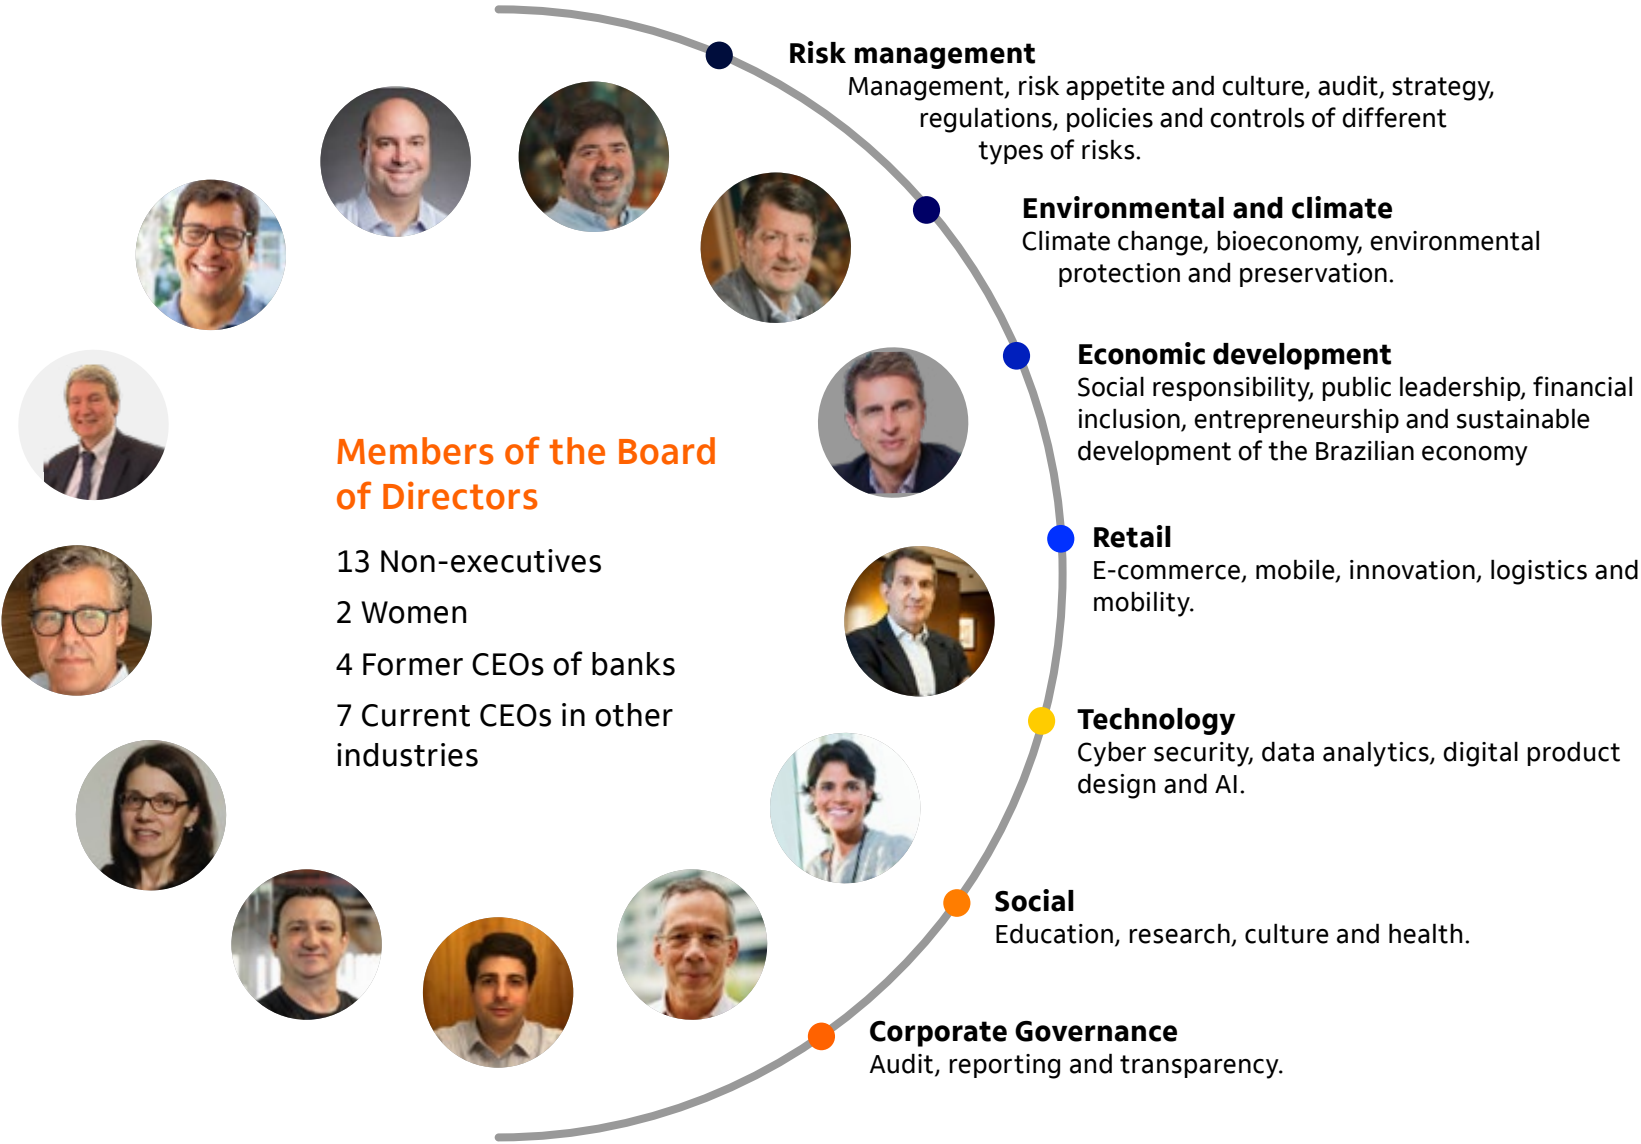 Risk management
Management, risk appetite and culture, audit, strategy,
regulations, policies and controls of different
types of risks.
Environmental and climate
Climate change, bioeconomy, environmental
protection and preservation.
Economic development
Social responsibility, public leadership, financial
inclusion, entrepreneurship and sustainable
development of the Brazilian economy
Members of the Board
of Directors
13 Non-executives
2 Women
4 Former CEOs of banks
7 Current CEOs in other
industries
Retail
E-commerce, mobile, innovation, logistics and
mobility.
Technology
Cyber security, data analytics, digital product
design and AI.
Social
Education, research, culture and health.
Corporate Governance
Audit, reporting and transparency.